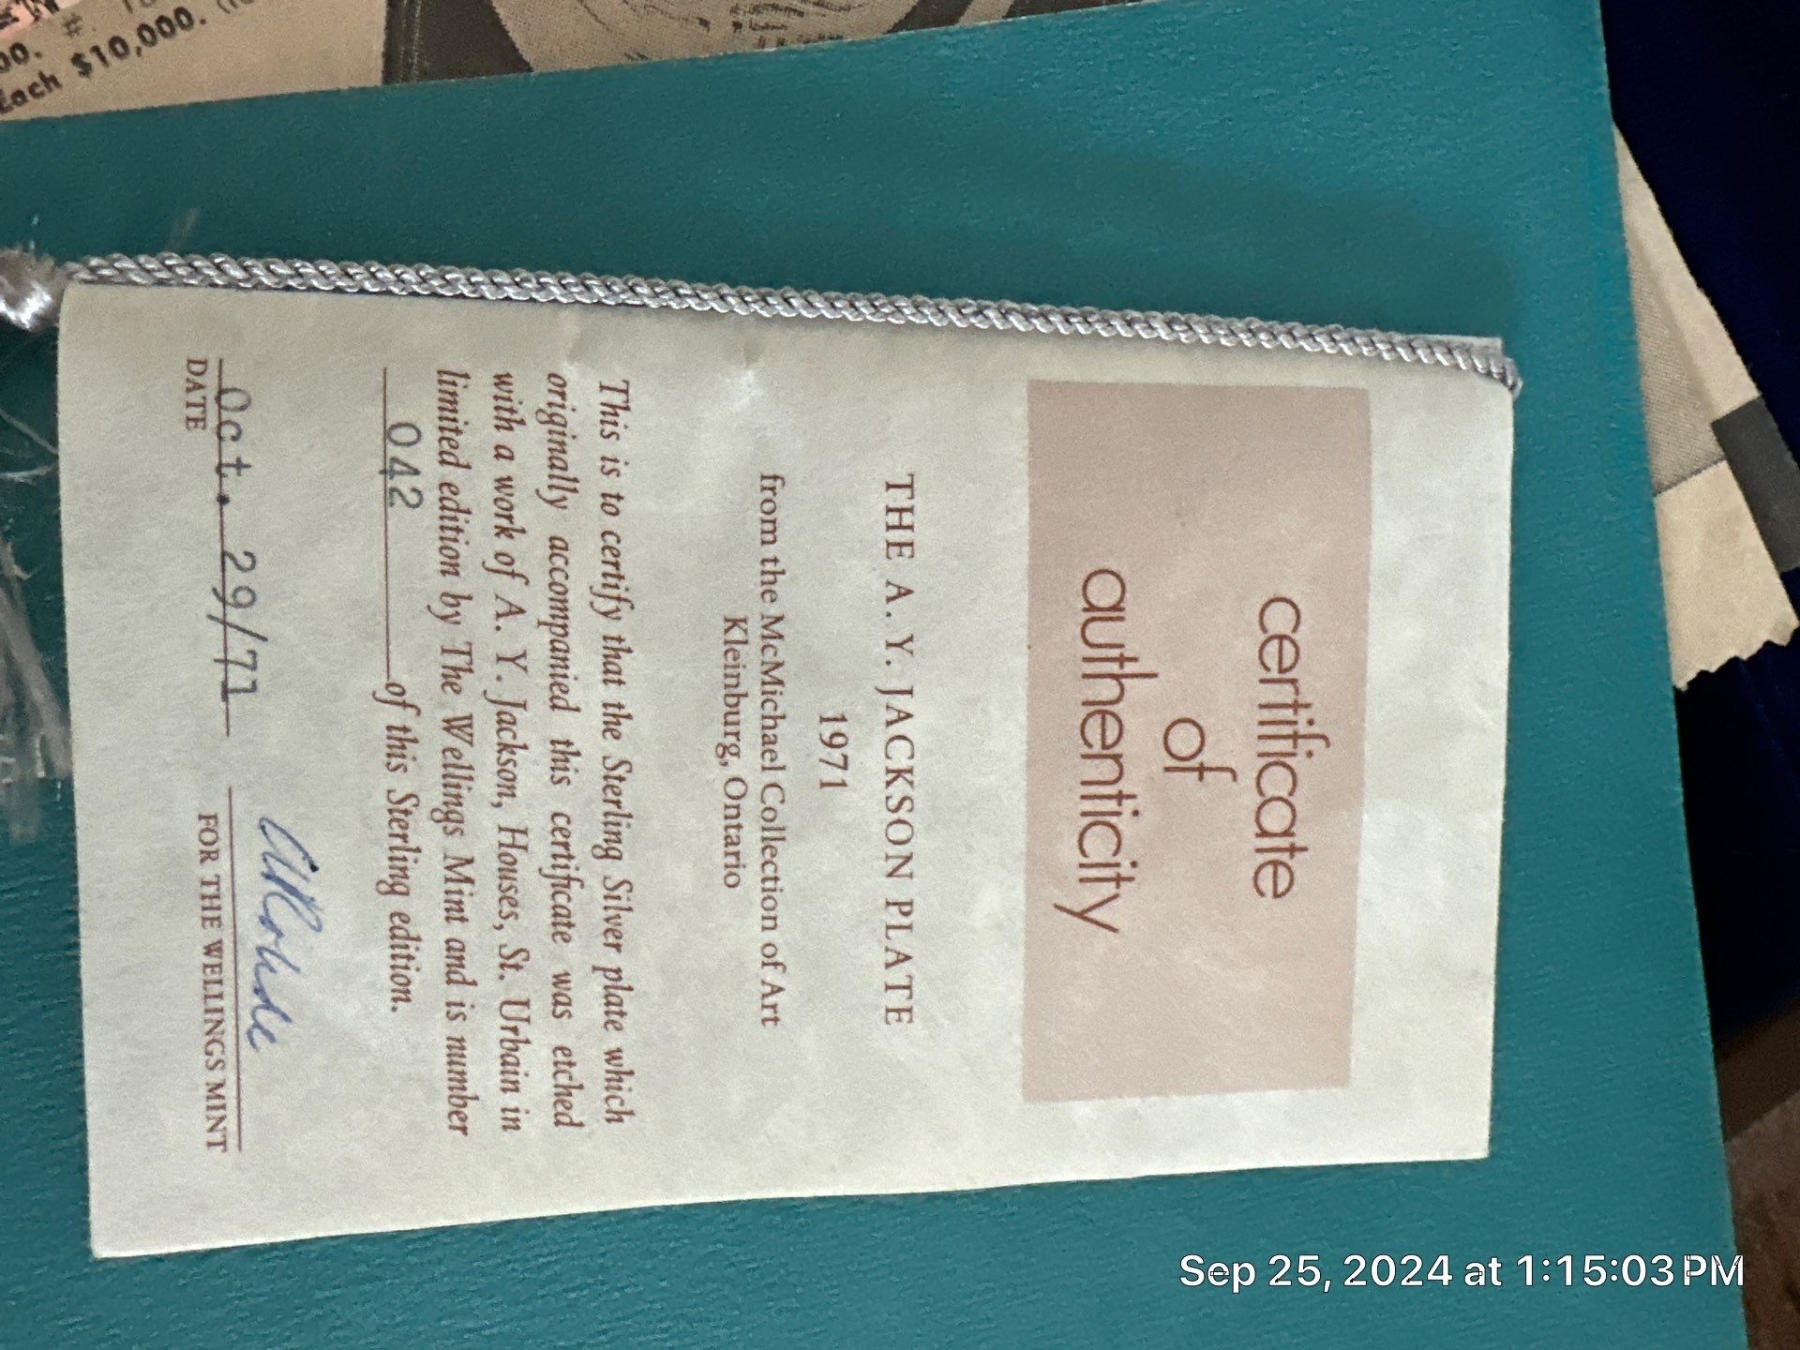 00. #
Each $10,000.
certificate
of
authenticity
THE A. Y. JACKSON PLATE
1971
from the McMichael Collection of Art
Kleinburg, Ontario
This is to certify that the Sterling Silver plate which
originally accompanied this certificate was etched
with a work of A. Y. Jackson, Houses, St. Urbain in
limited edition by The Wellings Mint and is number
042 of this Sterling edition.
Oct. 29/71
DATE
FOR THE WELLINGS MINT
Sep 25, 2024 at 1:15:03 PM